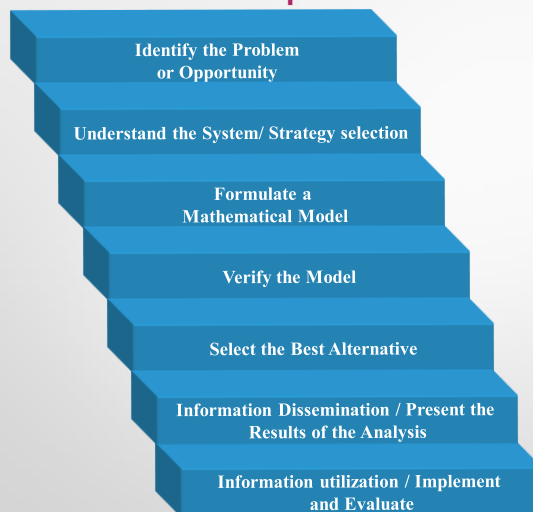 Identify the Problem
or Opportunity
Understand the System/ Strategy selection
Formulate a
Mathematical Model
Verify the Model
Select the Best Alternative
Information Dissemination / Present the
Results of the Analysis
Information utilization / Implement
and Evaluate